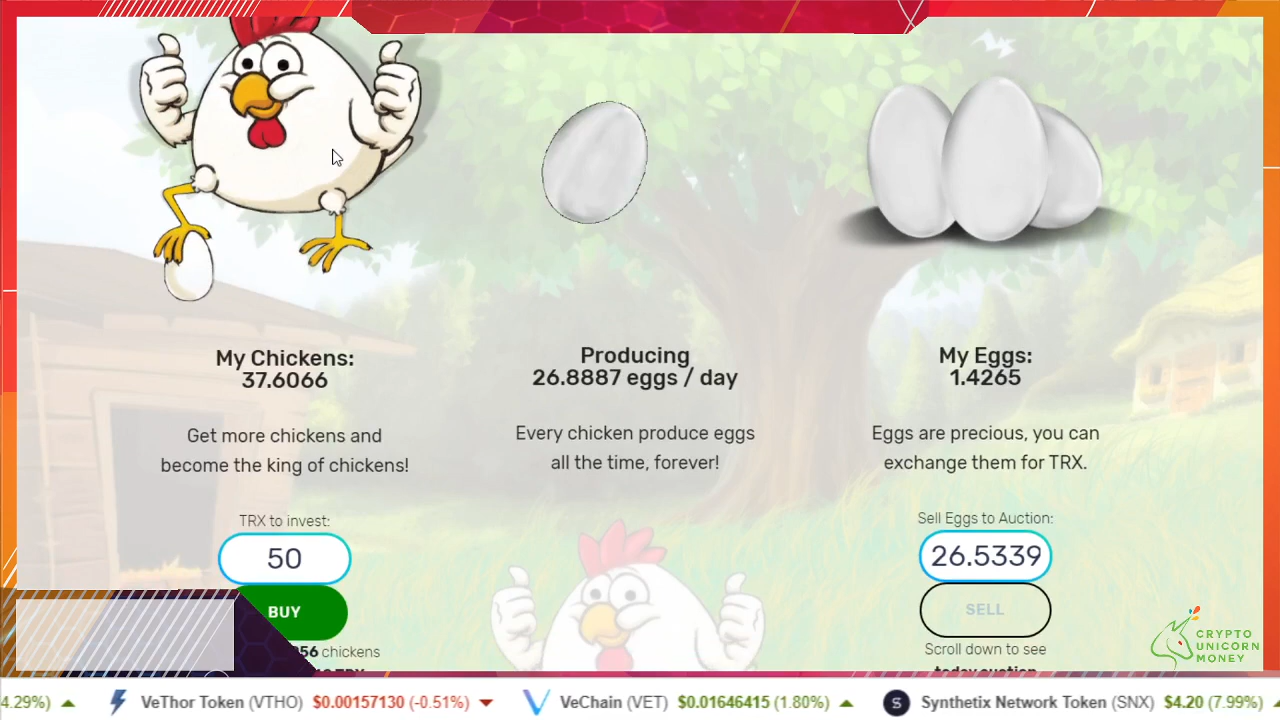 My Chickens:
37.6066
Get more chickens and
become the king of chickens!
TRX to invest:
50
BUY
56 chickens
Producing
26.8887 eggs / day
Every chicken produce eggs
all the time, forever!
My Eggs:
1.4265
Eggs are precious, you can
exchange them for TRX.
Sell Eggs to Auction:
26.5339
SELL
Scroll down to see
today auction
CRYPTO
UNICORN
MONEY
4.29%) VeThor Token (VTHO) $0.00157130 (-0.51%) VeChain (VET) $0.01646415 (1.80%) S Synthetix Network Token (SNX) $4.20 (7.99%)